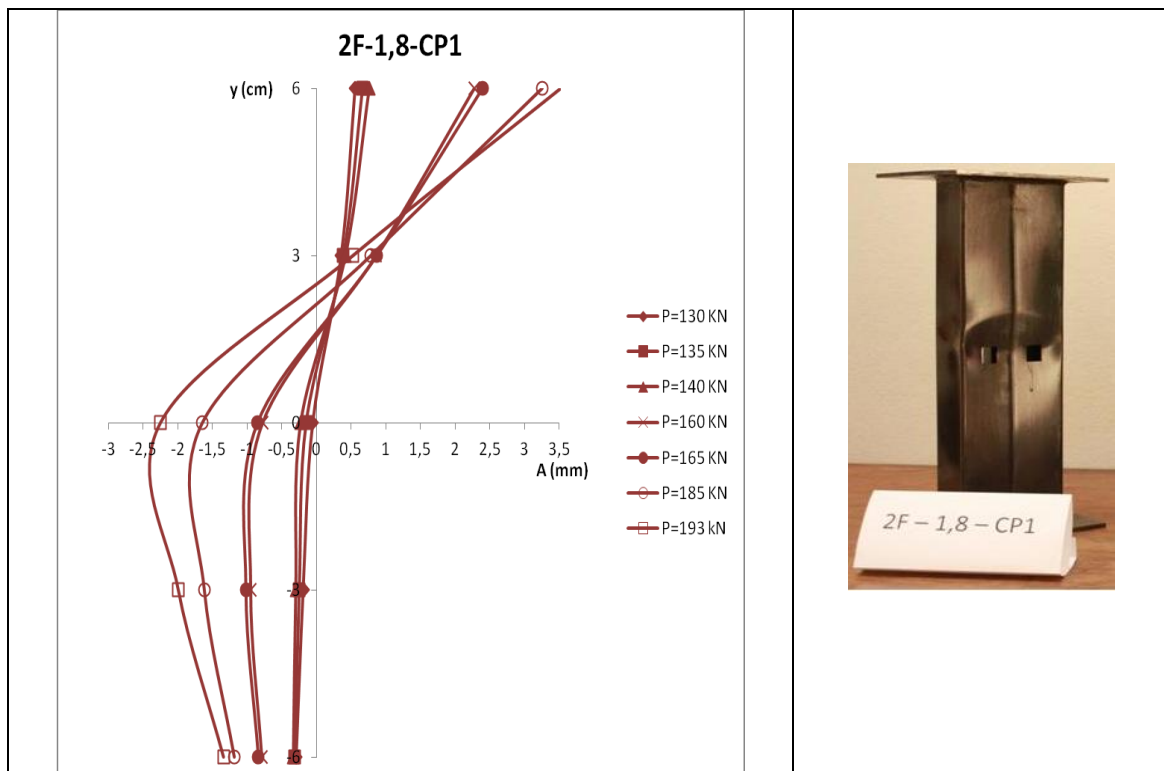 2F-1,8-CP1
y (cm)
6
3
0
-3
-6
-3 -2,5 -2 -1,5 -1 -0,5 0 0,5 1 1,5 2 2,5 3 3,5
A (mm)
P=130 KN
P=135 KN
P=140 KN
P=160 KN
P=165 KN
P=185 KN
P=193 kN
2F – 1,8 – CP1